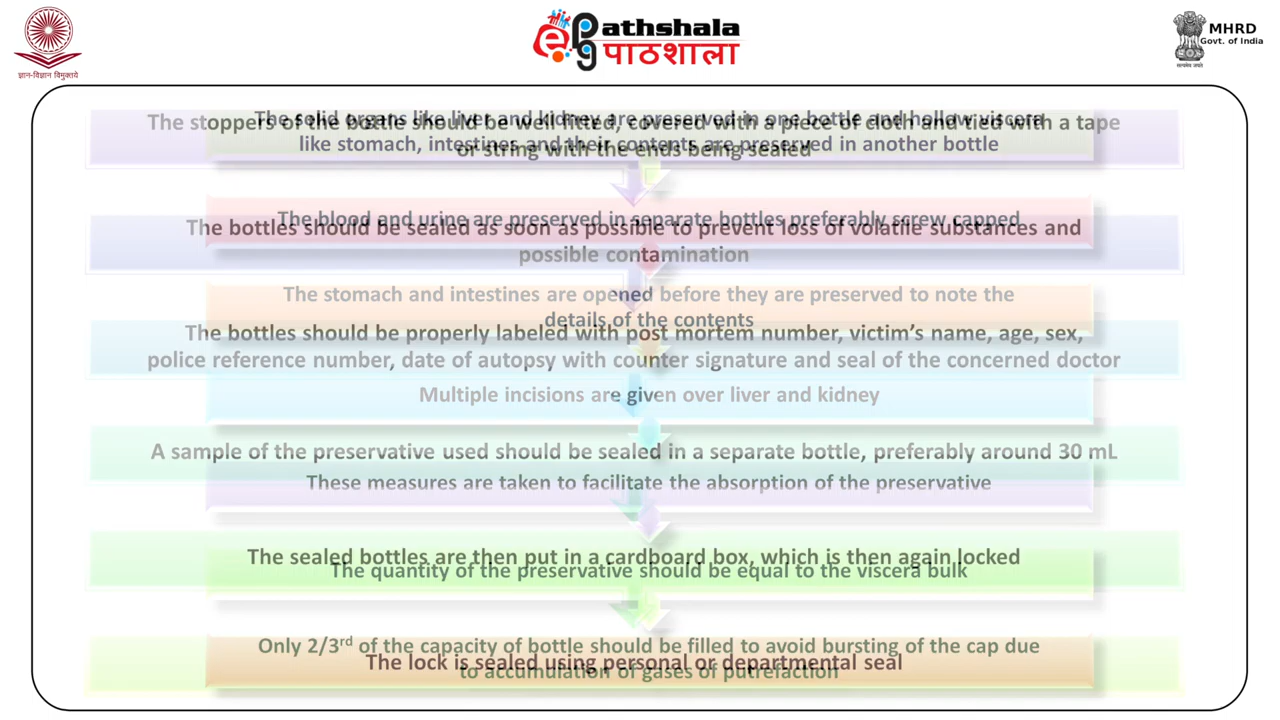 ज्ञान-विज्ञान विमुक्तये
ePathshala
पाठशाला
MHRD
Govt. of India
सत्यमेव जयते
The solid organs like liver and kidney are preserved in one bottle and hollow viscera
like stomach, intestines and their contents are preserved in another bottle
The blood and urine are preserved in separate bottles preferably screw capped
The stomach and intestines are opened before they are preserved to note the
details of the contents
Multiple incisions are given over liver and kidney
These measures are taken to facilitate the absorption of the preservative
The quantity of the preservative should be equal to the viscera bulk
Only 2/3rd of the capacity of bottle should be filled to avoid bursting of the cap due
to accumulation of gases of putrefaction
The stoppers of the bottle should be well fitted, covered with a piece of cloth and tied with a tape
or string with the ends being sealed
The bottles should be sealed as soon as possible to prevent loss of volatile substances and
possible contamination
The bottles should be properly labeled with post mortem number, victim's name, age, sex,
police reference number, date of autopsy with counter signature and seal of the concerned doctor
A sample of the preservative used should be sealed in a separate bottle, preferably around 30 mL
The sealed bottles are then put in a cardboard box, which is then again locked
The lock is sealed using personal or departmental seal